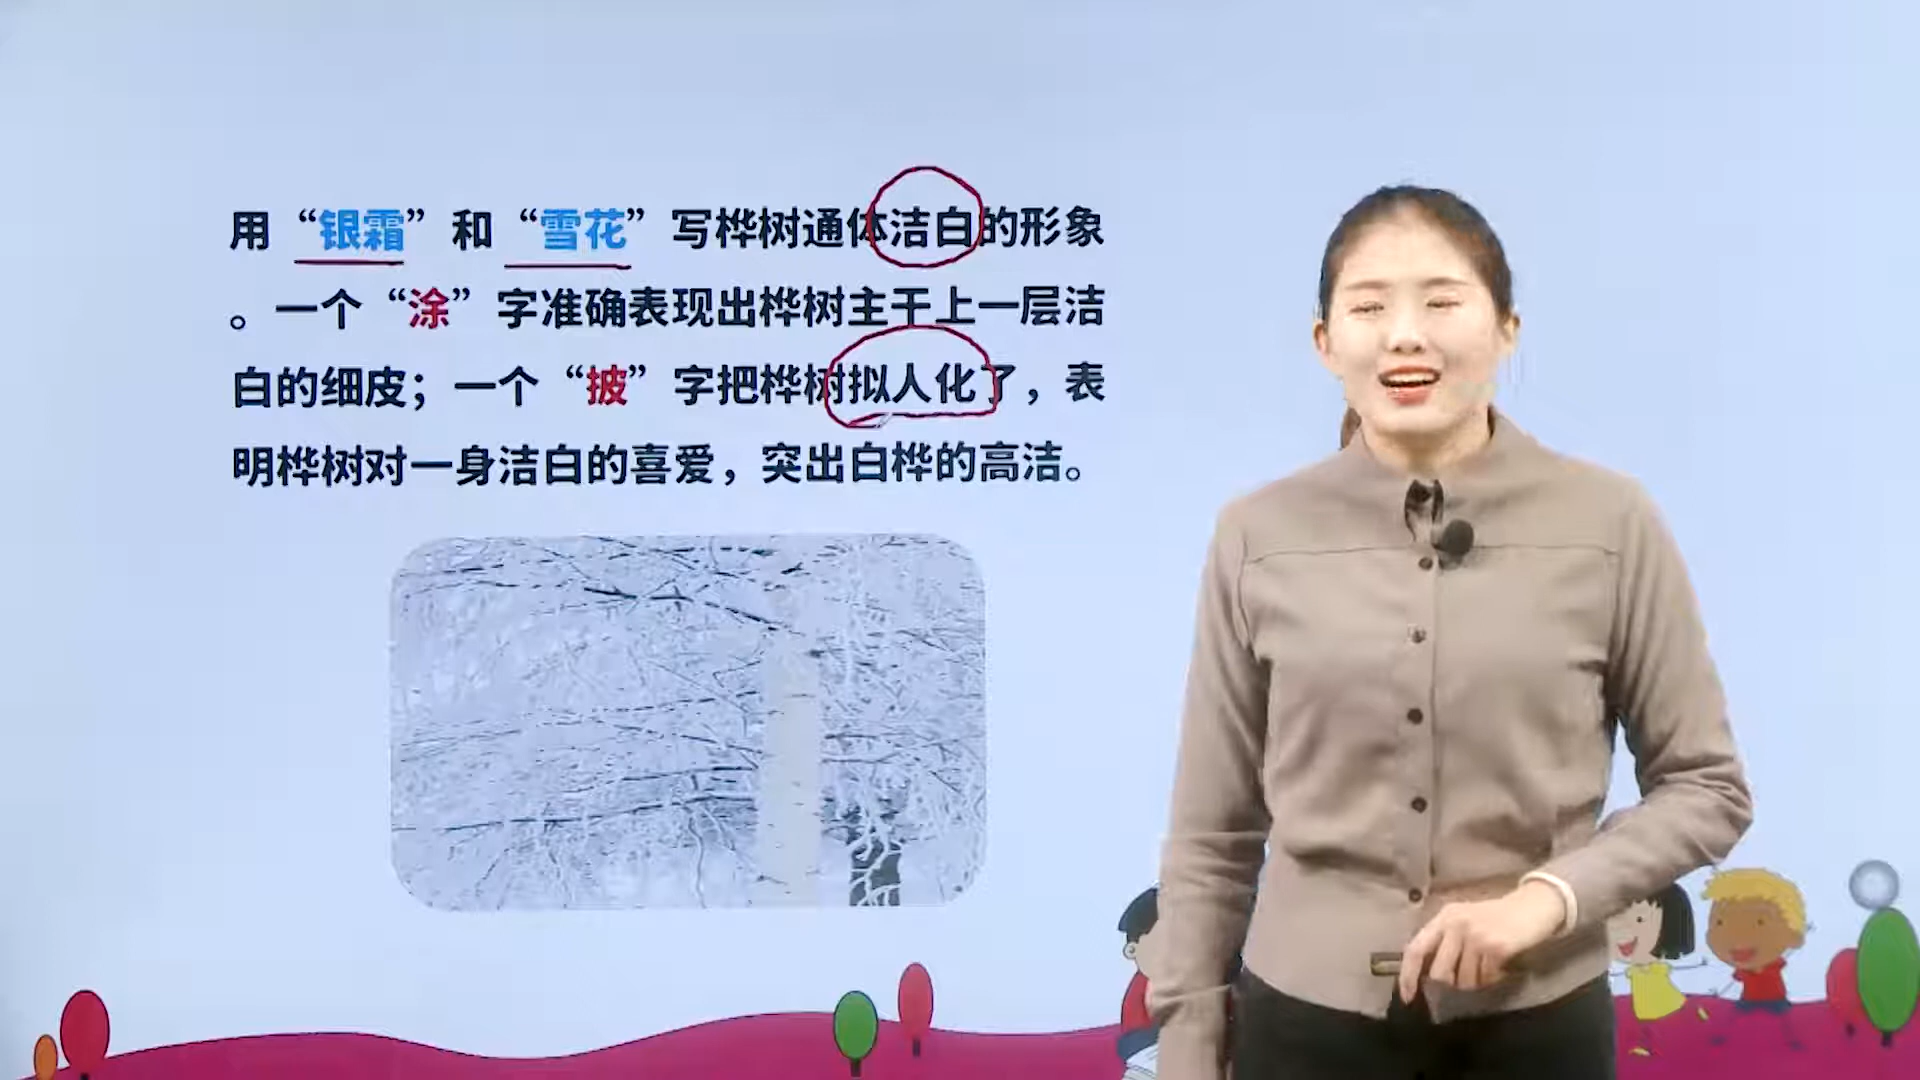 用“银霜”和“雪花”写桦树通体洁白的形象
。一个“涂”字准确表现出桦树主干上一层洁
白的细皮；一个“披”字把桦树拟人化了，表
明桦树对一身洁白的喜爱，突出白桦的高洁。